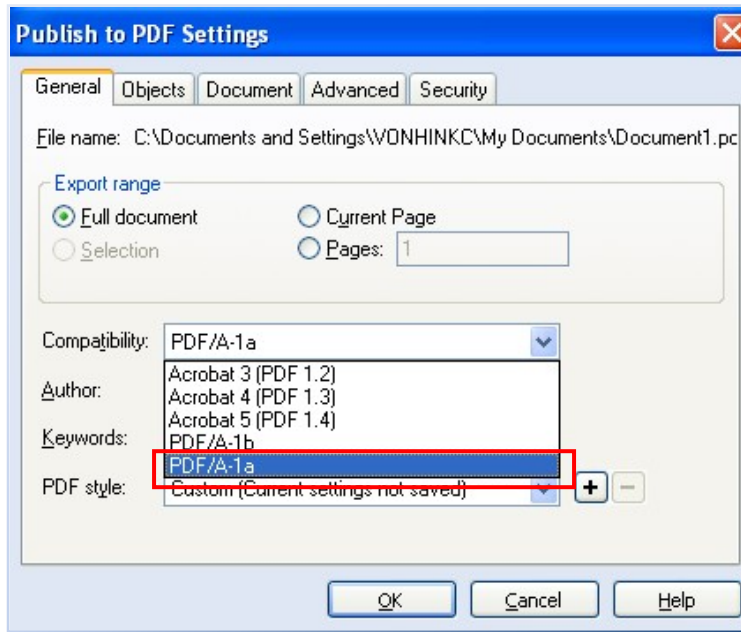 Publish to PDF Settings
General Objects Document Advanced Security
File name: C:\Documents and Settings\VONHINKC\My Documents\Document1.pd
Export range
Full document Current Page
Selection Pages: 1
Compatibility: PDF/A-1a
Acrobat 3 (PDF 1.2)
Author:
Acrobat 4 (PDF 1.3)
Acrobat 5 (PDF 1.4)
Keywords: PDF/A-1b
PDF/A-1a
PDF style: Custom (Current settings not saved)
OK Cancel Help